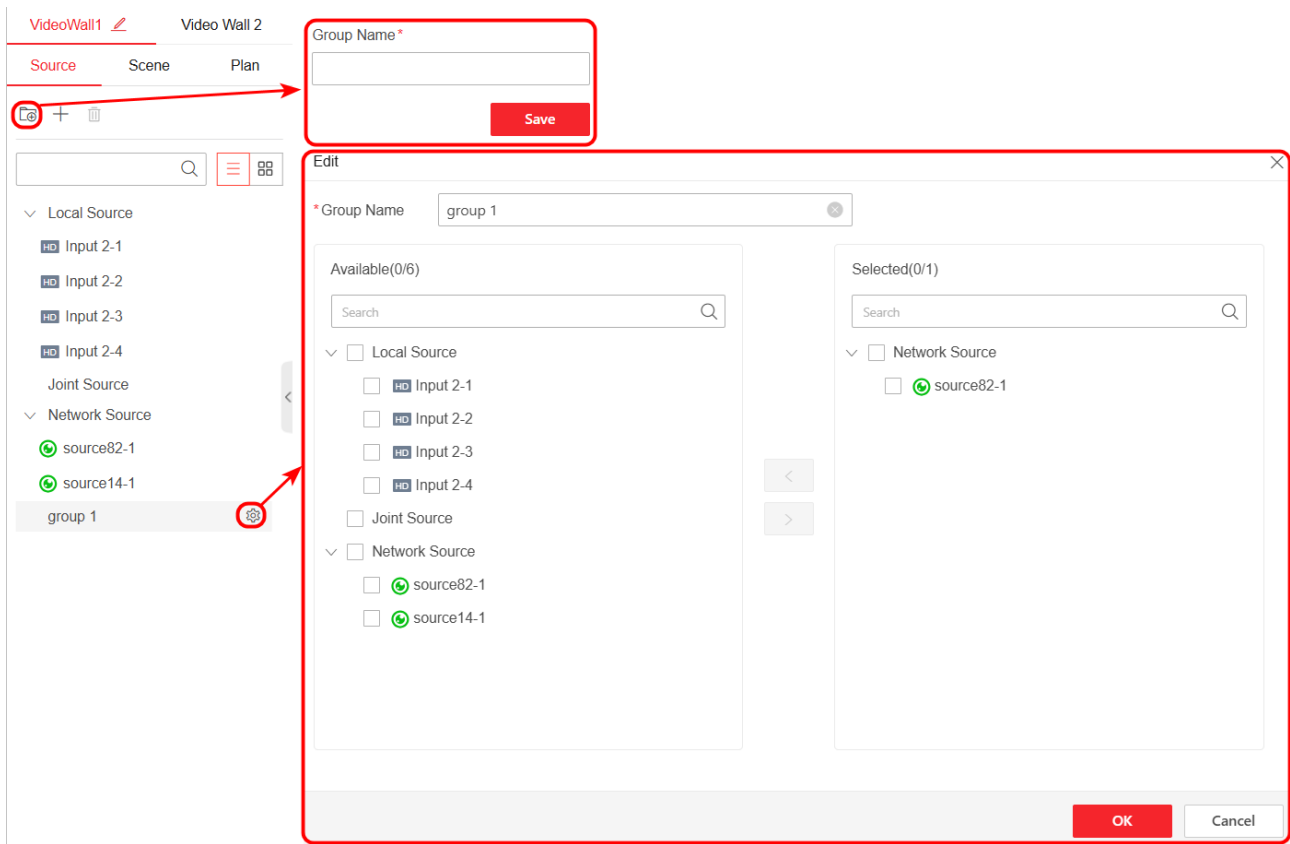 VideoWall1
Video Wall 2
Source
Scene
Plan
Local Source
HD Input 2-1
HD Input 2-2
HD Input 2-3
HD Input 2-4
Joint Source
Network Source
source82-1
source14-1
group 1
Group Name*
Save
Edit
*Group Name
group 1
Available(0/6)
Search
Local Source
HD Input 2-1
HD Input 2-2
HD Input 2-3
HD Input 2-4
Joint Source
Network Source
source82-1
source14-1
Selected(0/1)
Search
Network Source
source82-1
OK
Cancel